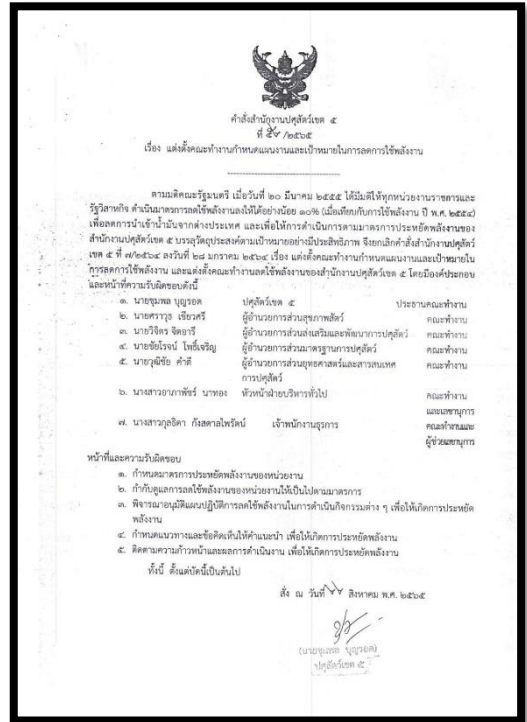 คำสั่งสำนักงานปศุสัตว์เขต ๕
ที่ /๒๕๖๕
เรื่อง แต่งตั้งคณะทำงานกำหนดแผนงานและเป้าหมายในการลดการใช้พลังงาน
ตามมติคณะรัฐมนตรี เมื่อวันที่ ๒๐ มีนาคม ๒๕๕๕ ได้มีมติให้ทุกหน่วยงานราชการและ
รัฐวิสาหกิจ ดำเนินมาตรการลดใช้พลังงานลงให้ได้อย่างน้อย ๑๐% (เมื่อเทียบกับการใช้พลังงาน ปี พ.ศ. ๒๕๕๔)
เพื่อลดการนำเข้าน้ำมันจากต่างประเทศ และเพื่อให้การดำเนินการตามมาตรการประหยัดพลังงานของ
สำนักงานปศุสัตว์เขต ๕ บรรลุวัตถุประสงค์ตามเป้าหมายอย่างมีประสิทธิภาพ จึงยกเลิกคำสั่งสำนักงานปศุสัตว์
เขต ๕ ที่ ๗/๒๕๖๔ ลงวันที่ ๒๘ มกราคม ๒๕๖๔ เรื่อง แต่งตั้งคณะทำงานกำหนดแผนงานและเป้าหมายใน
การลดการใช้พลังงาน และแต่งตั้งคณะทำงานลดใช้พลังงานของสำนักงานปศุสัตว์เขต ๕ โดยมีองค์ประกอบ
และหน้าที่ความรับผิดชอบดังนี้
๑. นายชุมพล บุญรอด ปศุสัตว์เขต ๕ ประธานคณะทำงาน
๒. นายศราวุธ เขียวศรี ผู้อำนวยการส่วนสุขภาพสัตว์ คณะทำงาน
๓. นายวิจิตร จิตอารี ผู้อำนวยการส่วนส่งเสริมและพัฒนาการปศุสัตว์ คณะทำงาน
๔. นายชัยโรจน์ โพธิ์เจริญ ผู้อำนวยการส่วนมาตรฐานการปศุสัตว์ คณะทำงาน
๕. นายวุฒิชัย คำดี ผู้อำนวยการส่วนยุทธศาสตร์และสารสนเทศ คณะทำงาน
การปศุสัตว์
๖. นางสาวอาภาพัชร์ นาทอง หัวหน้าฝ่ายบริหารทั่วไป คณะทำงาน
และเลขานุการ
๗. นางสาวกุลธิดา กังสดาลไพรัตน์ เจ้าพนักงานธุรการ คณะทำงานและ
ผู้ช่วยเลขานุการ
หน้าที่และความรับผิดชอบ
๑. กำหนดมาตรการประหยัดพลังงานของหน่วยงาน
๒. กำกับดูแลการลดใช้พลังงานของหน่วยงานให้เป็นไปตามมาตรการ
๓. พิจารณาอนุมัติแผนปฏิบัติการลดใช้พลังงานในการดำเนินกิจกรรมต่าง ๆ เพื่อให้เกิดการประหยัด
พลังงาน
๔. กำหนดแนวทางและข้อคิดเห็นให้คำแนะนำ เพื่อให้เกิดการประหยัดพลังงาน
๕. ติดตามความก้าวหน้าและผลการดำเนินงาน เพื่อให้เกิดการประหยัดพลังงาน
ทั้งนี้ ตั้งแต่บัดนี้เป็นต้นไป
สั่ง ณ วันที่ สิงหาคม พ.ศ. ๒๕๖๕
(นายชุมพล บุญรอด)
ปศุสัตว์เขต ๕